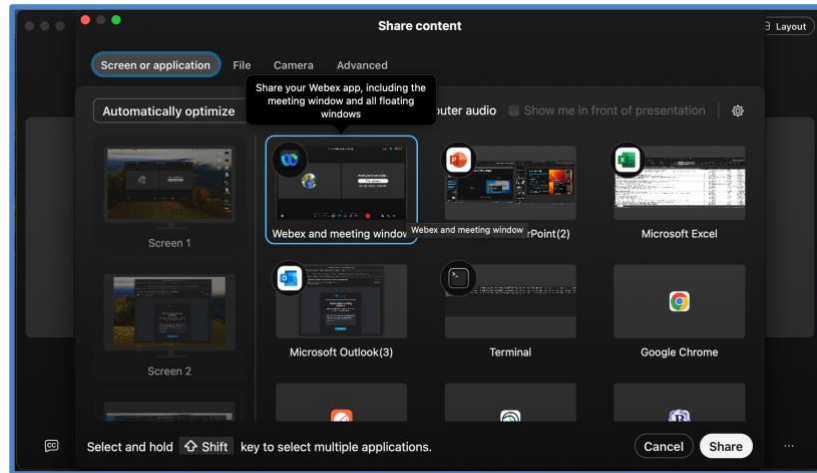 Share content
Layout
Screen or application
File
Camera
Advanced
Share your Webex app, including the
meeting window and all floating
windows
Automatically optimize
uter audio
Show me in front of presentation
Screen 1
Webex and meeting window
Webex and meeting window
rPoint(2)
Microsoft Excel
Screen 2
Microsoft Outlook(3)
Terminal
Google Chrome
CC
Select and hold ⇧ Shift key to select multiple applications.
Cancel
Share